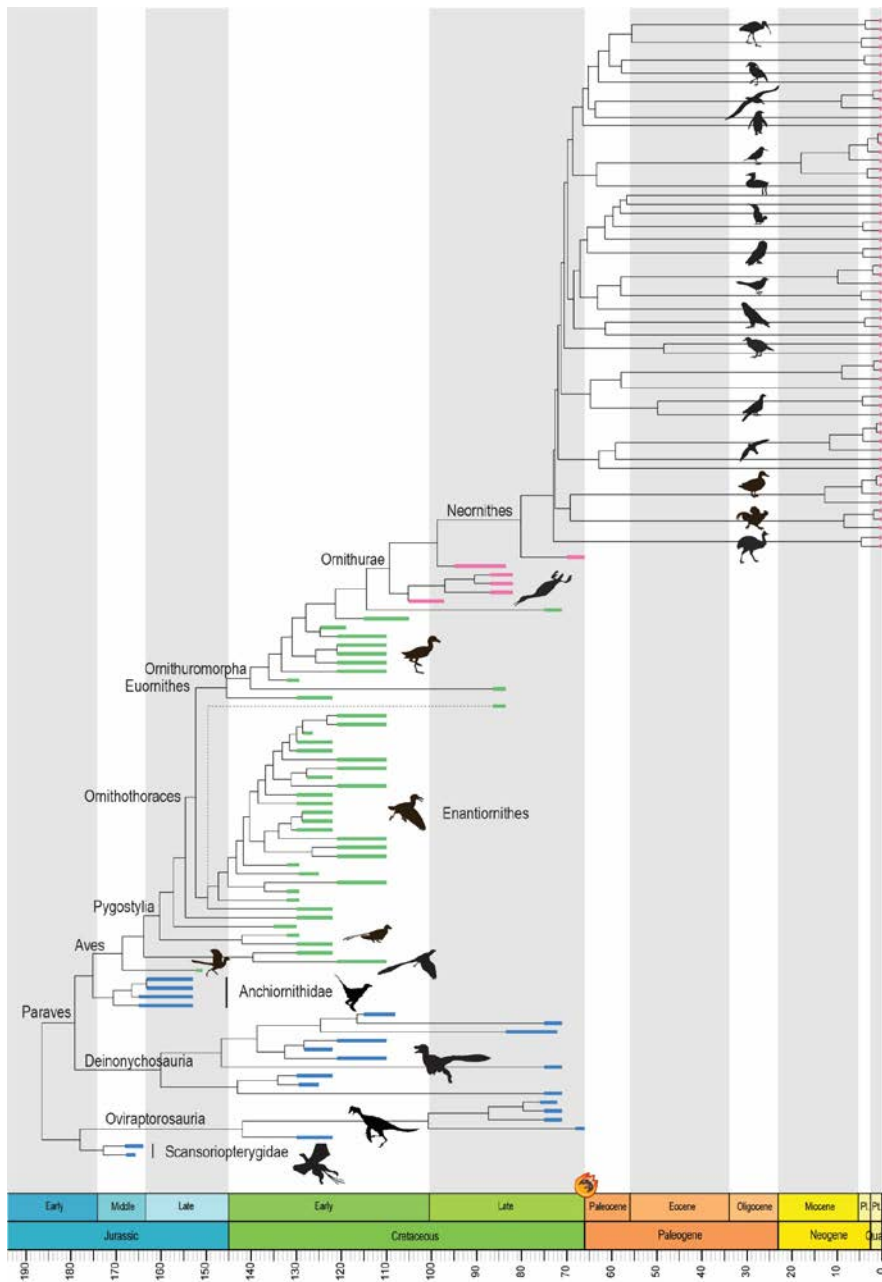 Neornithes
Ornithurae
Ornithuromorpha
Euornithes
Ornithothoraces
Enantiornithes
Pygostylia
Aves
Anchiornithidae
Paraves
Deinonychosauria
Oviraptorosauria
Scansoriopterygidae
Early Middle Late Early Late Paleocene Eocene Oligocene Miocene Pl. Pt.
Jurassic Cretaceous Paleogene Neogene Qua
190 180 170 160 150 140 130 120 110 100 90 80 70 60 50 40 30 20 10 0